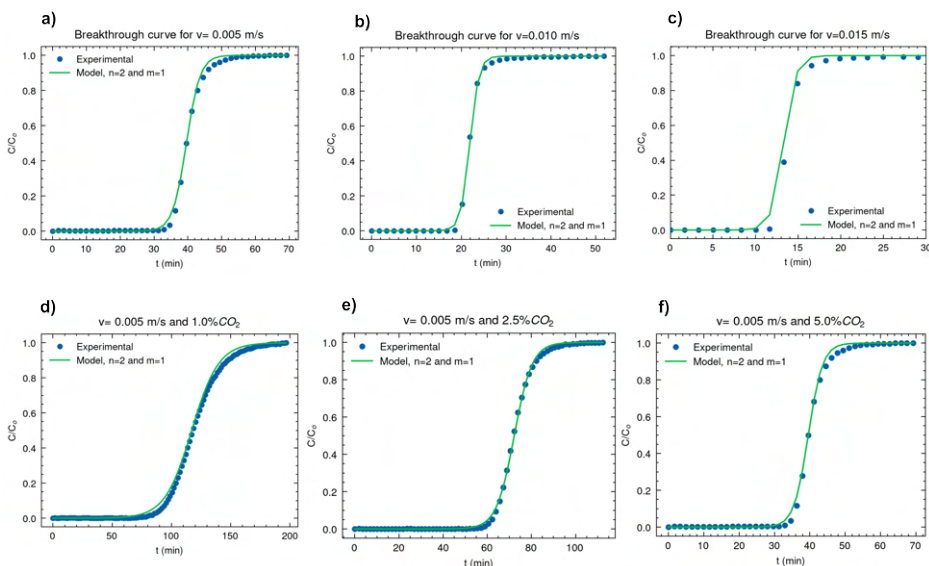 a)
Breakthrough curve for v= 0.005 m/s
Experimental
Model, n=2 and m=1
C/Co
1.0
0.8
0.6
0.4
0.2
0.0
0 10 20 30 40 50 60 70
t (min)
b)
Breakthrough curve for v=0.010 m/s
C/Co
1.0
0.8
0.6
0.4
0.2
0.0
Experimental
Model, n=2 and m=1
0 10 20 30 40 50
t (min)
c)
Breakthrough curve for v=0.015 m/s
C/Co
1.0
0.8
0.6
0.4
0.2
0.0
Experimental
Model, n=2 and m=1
0 5 10 15 20 25 30
t (min)
d)
v= 0.005 m/s and 1.0%CO2
Experimental
Model, n=2 and m=1
C/Co
1.0
0.8
0.6
0.4
0.2
0.0
0 50 100 150 200
t (min)
e)
v= 0.005 m/s and 2.5%CO2
Experimental
Model, n=2 and m=1
C/Co
1.0
0.8
0.6
0.4
0.2
0.0
0 20 40 60 80 100
t (min)
f)
v= 0.005 m/s and 5.0%CO2
Experimental
Model, n=2 and m=1
C/Co
1.0
0.8
0.6
0.4
0.2
0.0
0 10 20 30 40 50 60 70
t (min)